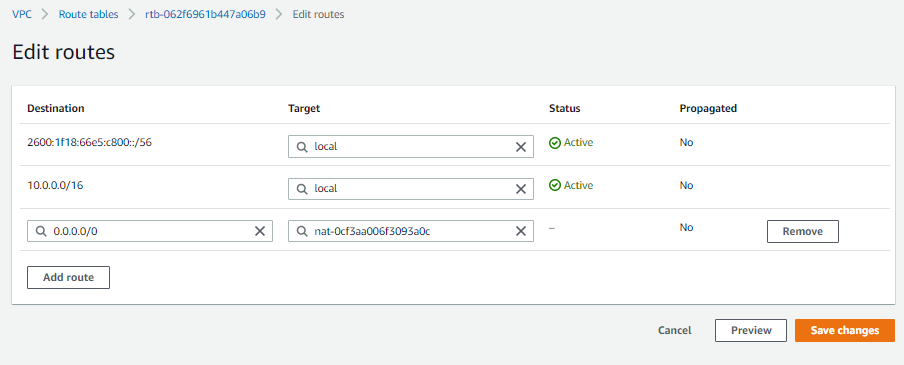 VPC > Route tables > rtb-062f6961b447a06b9 > Edit routes
Edit routes
Destination Target Status Propagated
2600:1f18:66e5:c800::/56 local Active No
10.0.0.0/16 local Active No
0.0.0.0/0 nat-0cf3aa006f3093a0c – No Remove
Add route
Cancel Preview Save changes